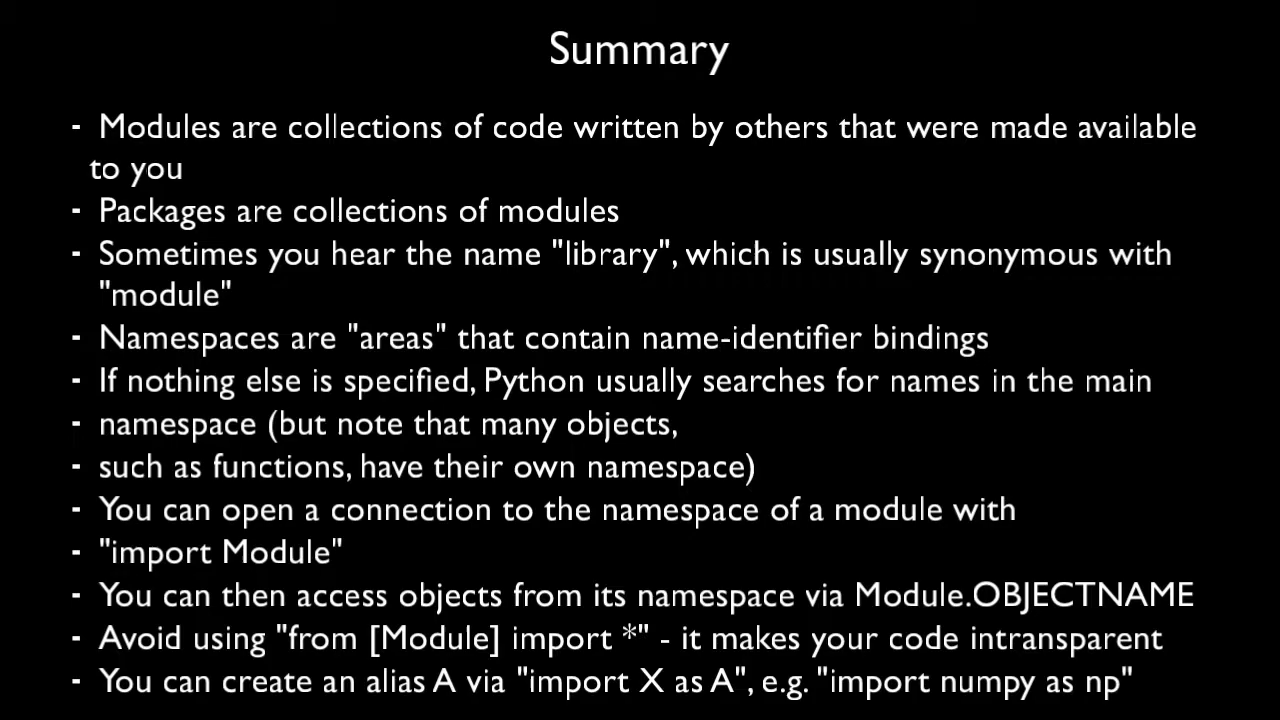 Summary
- Modules are collections of code written by others that were made available
to you
- Packages are collections of modules
- Sometimes you hear the name "library", which is usually synonymous with
"module"
- Namespaces are "areas" that contain name-identifier bindings
- If nothing else is specified, Python usually searches for names in the main
- namespace (but note that many objects,
- such as functions, have their own namespace)
- You can open a connection to the namespace of a module with
- "import Module"
- You can then access objects from its namespace via Module.OBJECTNAME
- Avoid using "from [Module] import *" - it makes your code intransparent
- You can create an alias A via "import X as A", e.g. "import numpy as np"